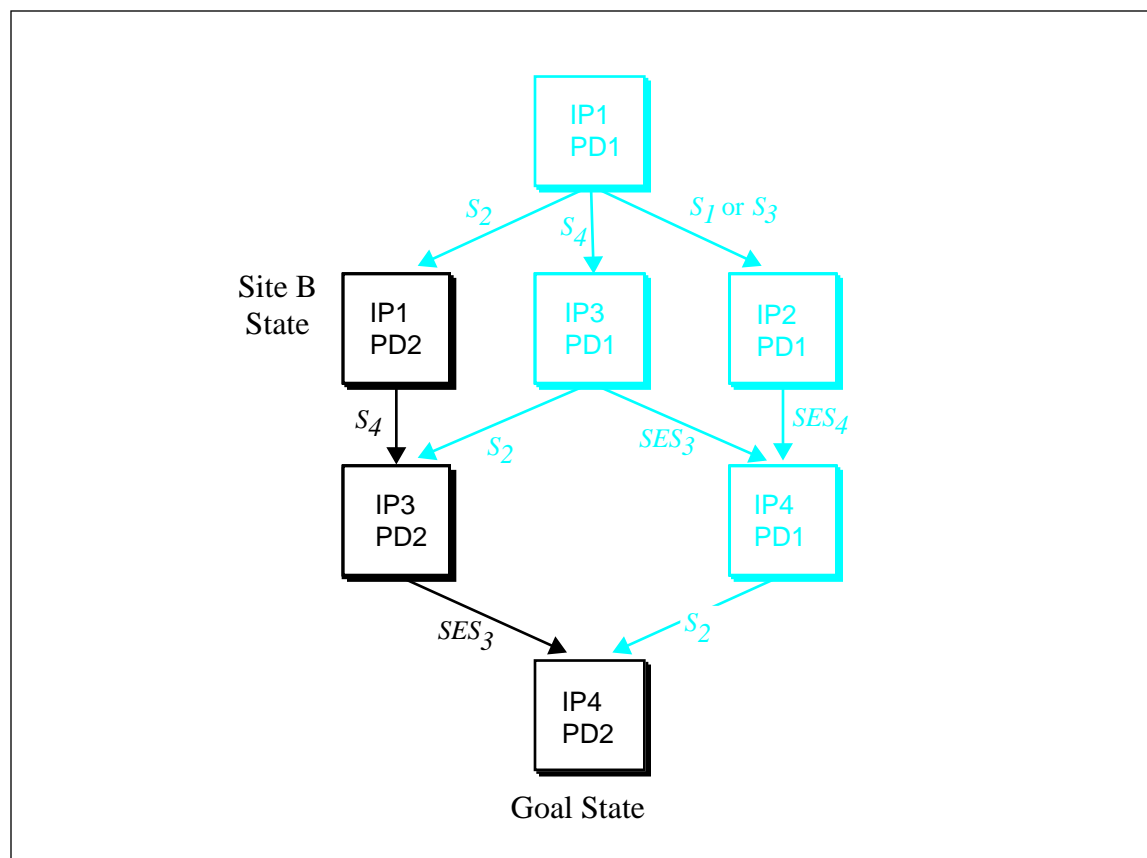 IP1
PD1
S2
S4
S1 or S3
Site B
State
IP1
PD2
IP3
PD1
IP2
PD1
S4
S2
SES3
SES4
IP3
PD2
IP4
PD1
SES3
S2
IP4
PD2
Goal State